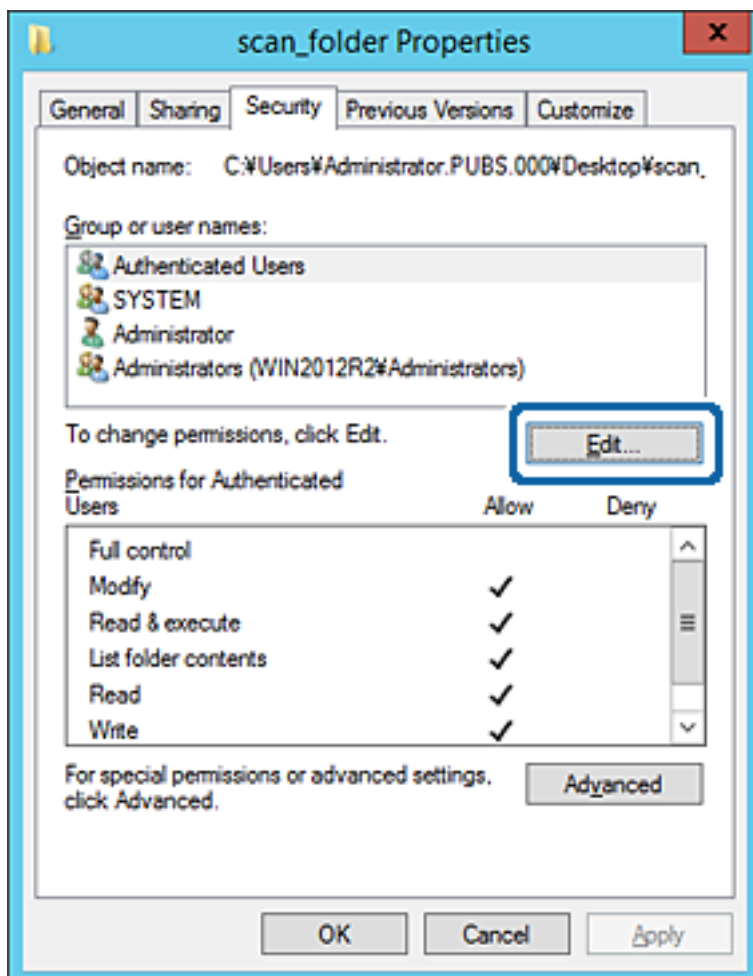 scan_folder Properties
x
General Sharing Security Previous Versions Customize
Object name: C:¥Users¥Administrator.PUBS.000¥Desktop¥scan_
Group or user names:
Authenticated Users
SYSTEM
Administrator
Administrators (WIN2012R2¥Administrators)
To change permissions, click Edit.
Edit...
Permissions for Authenticated
Users Allow Deny
Full control
Modify
Read & execute
List folder contents
Read
Write
For special permissions or advanced settings,
click Advanced.
Advanced
OK Cancel Apply